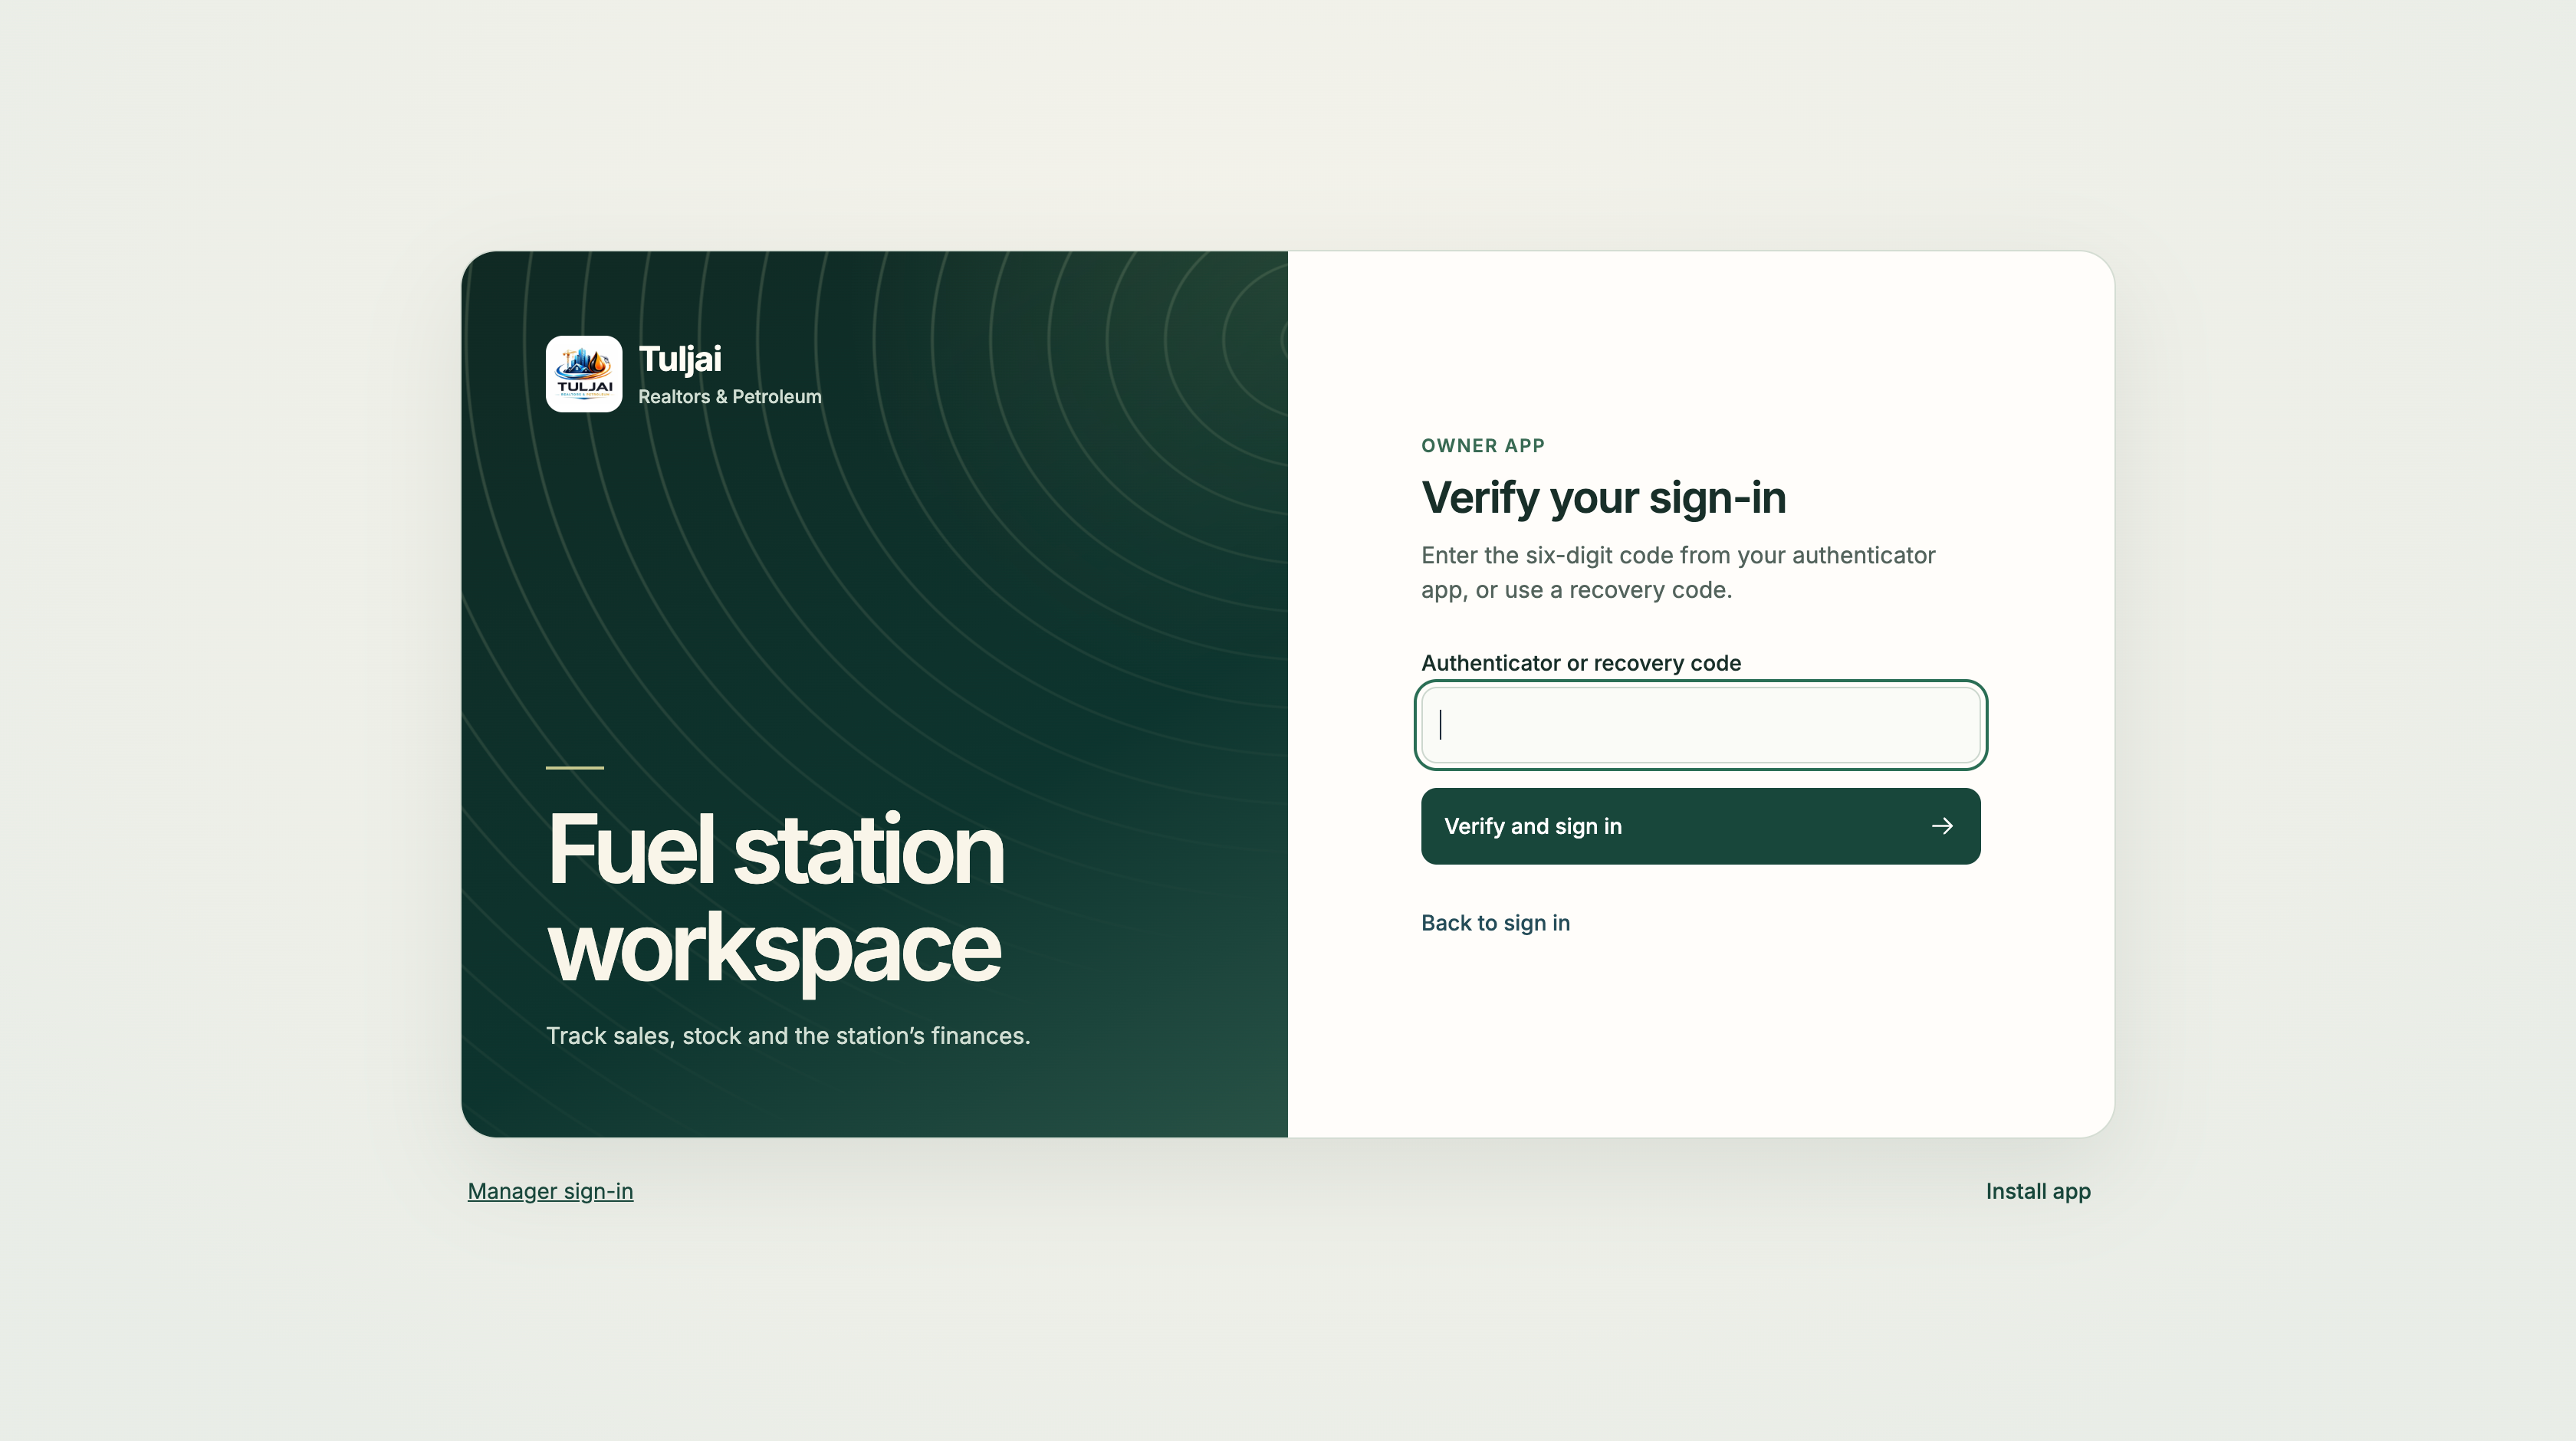 TULJAI
REALTORS & PETROLEUM
Tuljai
Realtors & Petroleum
Fuel station
workspace
Track sales, stock and the station’s finances.
OWNER APP
Verify your sign-in
Enter the six-digit code from your authenticator
app, or use a recovery code.
Authenticator or recovery code
Verify and sign in
Back to sign in
Manager sign-in
Install app